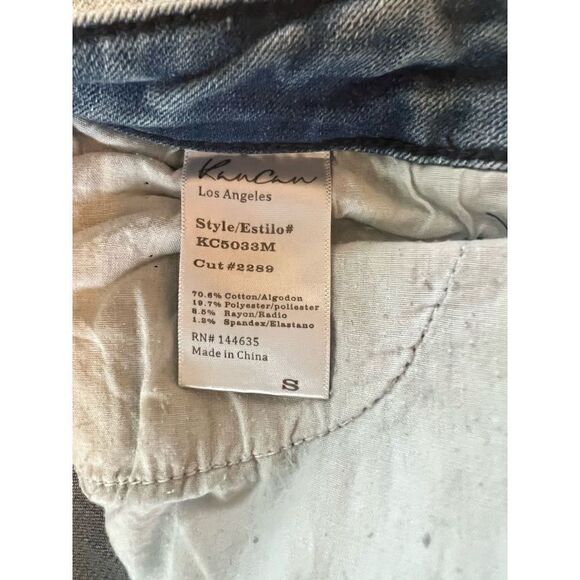 KanCan
Los Angeles
Style/Estilo#
KC5033M
Cut #2289
70.6% Cotton/Algodon
19.7% Polyester/poliester
8.5% Rayon/Radio
1.2% Spandex/Elastano
RN# 144635
Made in China
S